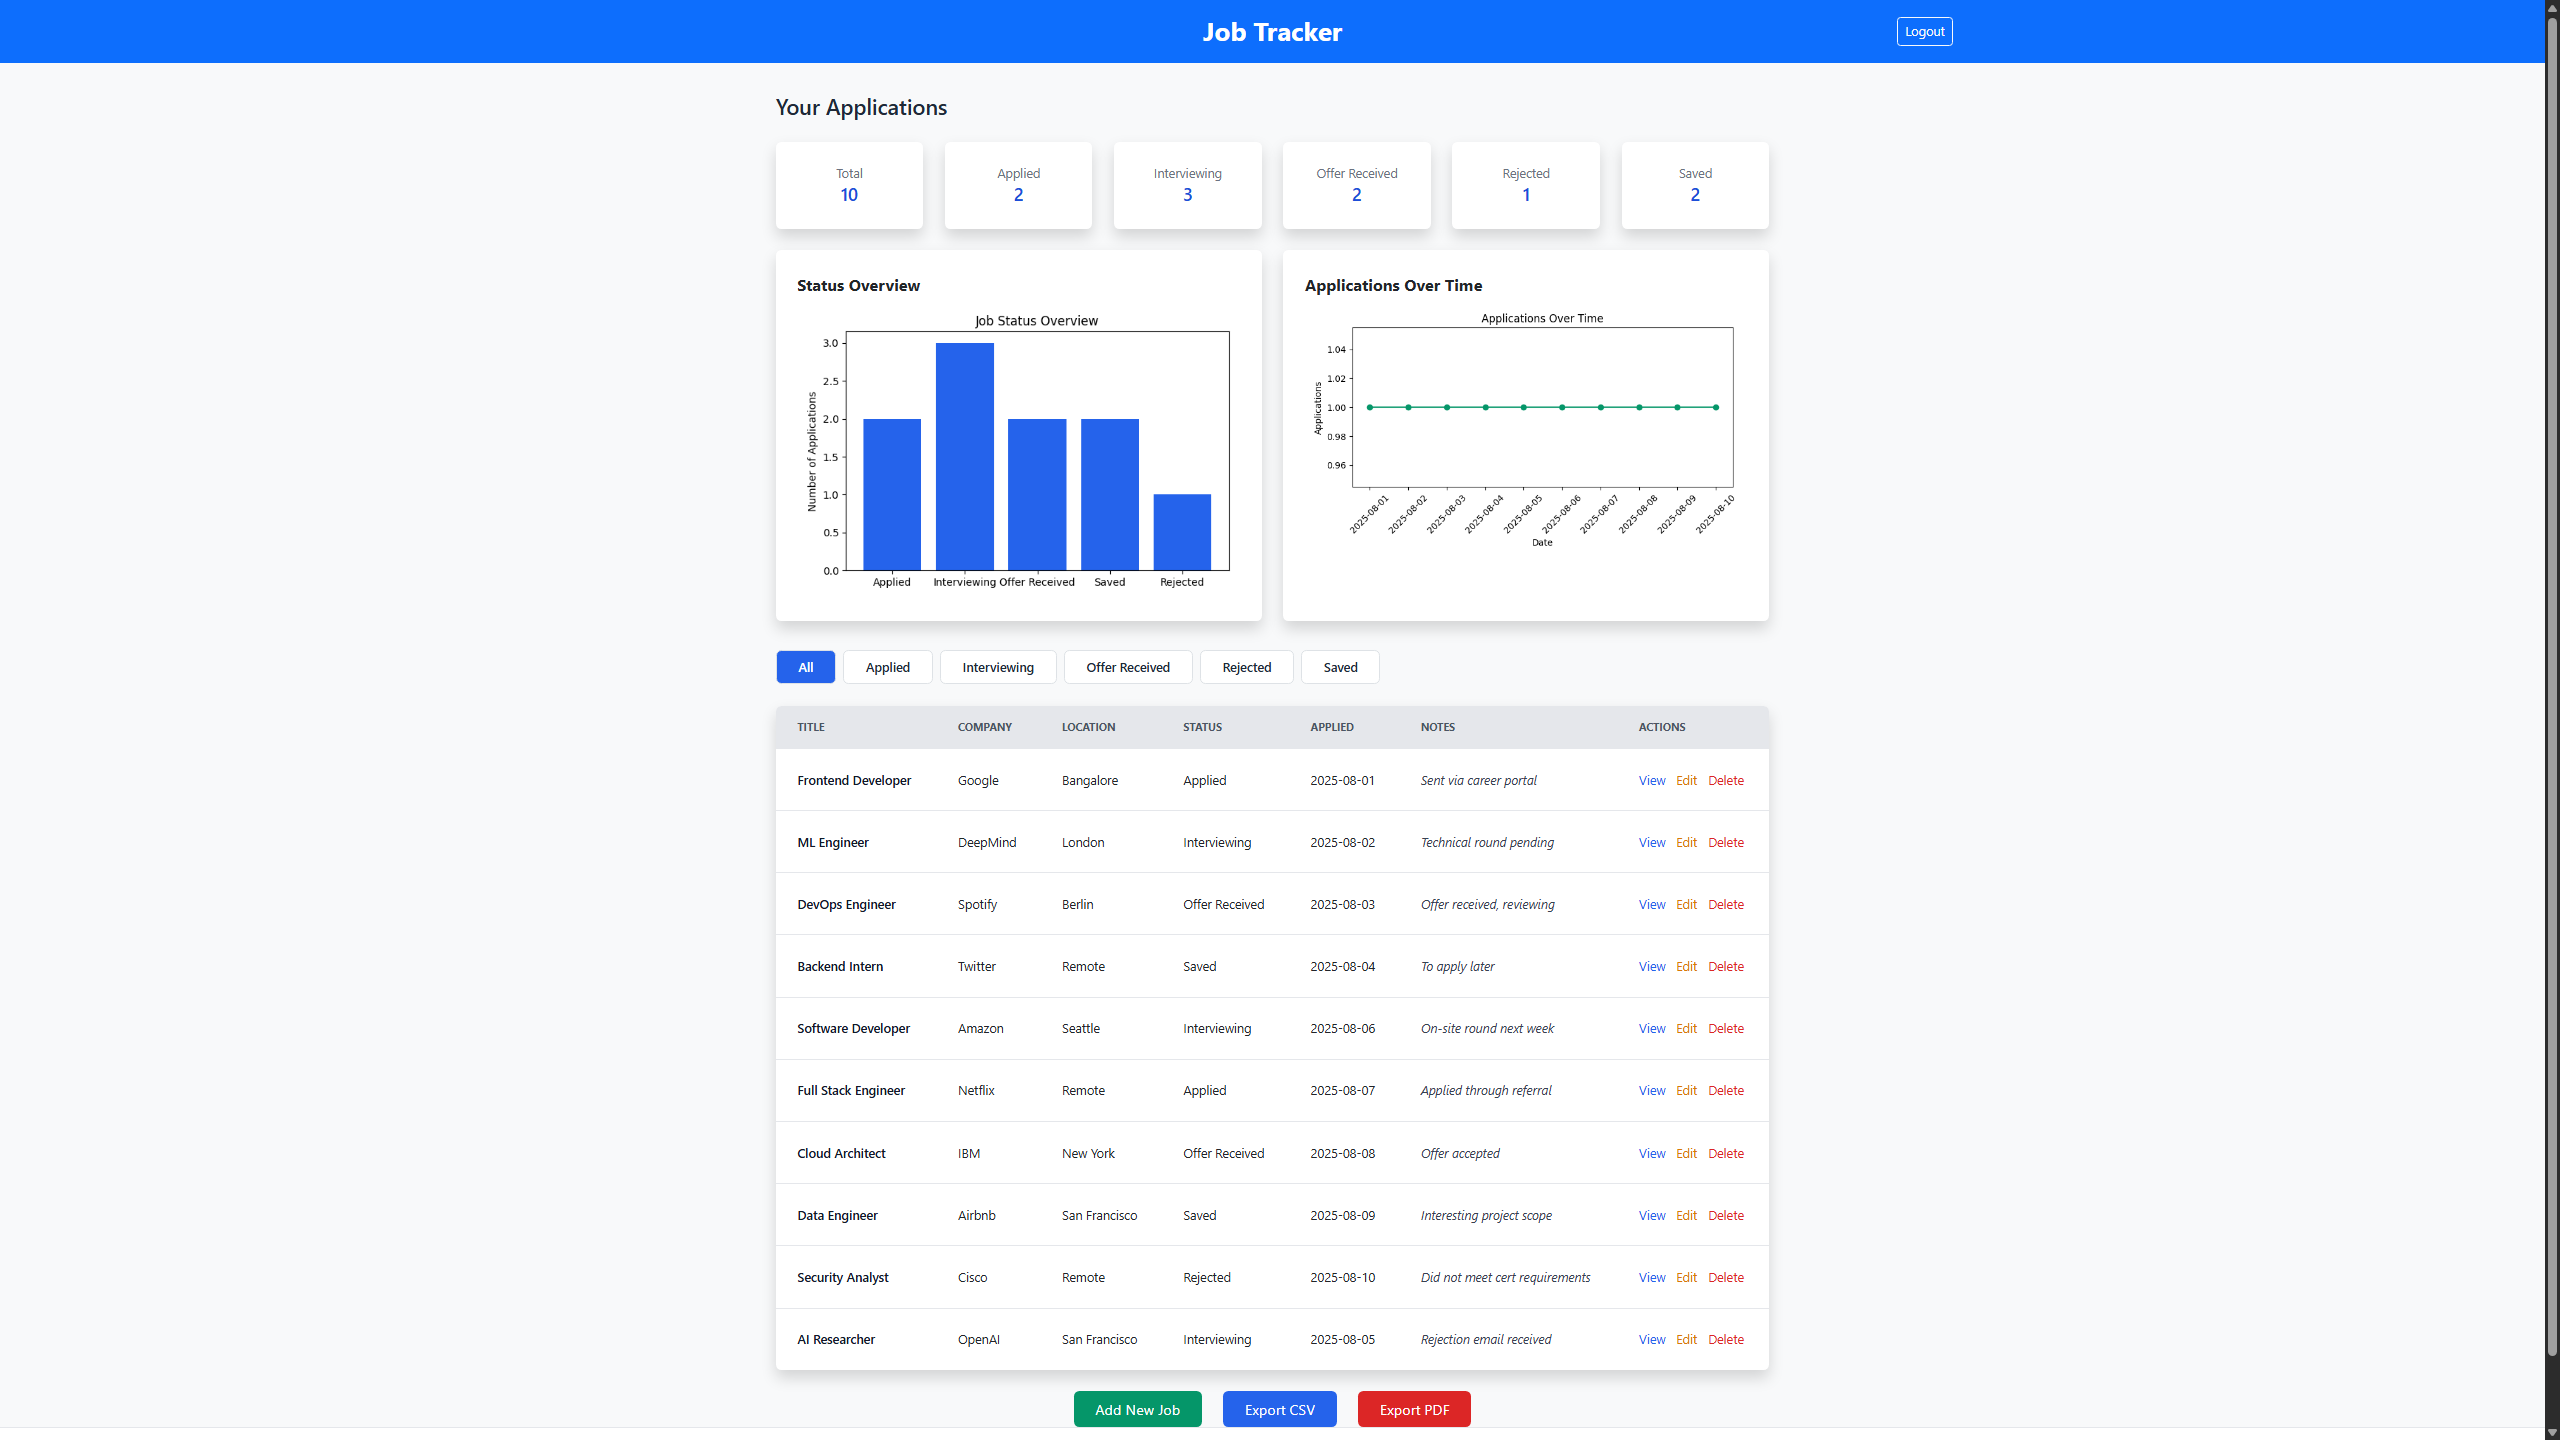 Job Tracker
Logout
Your Applications
Total
10
Applied
2
Interviewing
3
Offer Received
2
Rejected
1
Saved
2
Status Overview
Job Status Overview
Number of Applications
3.0
2.5
2.0
1.5
1.0
0.5
0.0
Applied Interviewing Offer Received Saved Rejected
Applications Over Time
Applications Over Time
Applications
1.04
1.02
1.00
0.98
0.96
2025-08-01 2025-08-02 2025-08-03 2025-08-04 2025-08-05 2025-08-06 2025-08-07 2025-08-08 2025-08-09 2025-08-10
Date
All Applied Interviewing Offer Received Rejected Saved
TITLE COMPANY LOCATION STATUS APPLIED NOTES ACTIONS
Frontend Developer Google Bangalore Applied 2025-08-01 Sent via career portal View Edit Delete
ML Engineer DeepMind London Interviewing 2025-08-02 Technical round pending View Edit Delete
DevOps Engineer Spotify Berlin Offer Received 2025-08-03 Offer received, reviewing View Edit Delete
Backend Intern Twitter Remote Saved 2025-08-04 To apply later View Edit Delete
Software Developer Amazon Seattle Interviewing 2025-08-06 On-site round next week View Edit Delete
Full Stack Engineer Netflix Remote Applied 2025-08-07 Applied through referral View Edit Delete
Cloud Architect IBM New York Offer Received 2025-08-08 Offer accepted View Edit Delete
Data Engineer Airbnb San Francisco Saved 2025-08-09 Interesting project scope View Edit Delete
Security Analyst Cisco Remote Rejected 2025-08-10 Did not meet cert requirements View Edit Delete
AI Researcher OpenAI San Francisco Interviewing 2025-08-05 Rejection email received View Edit Delete
Add New Job Export CSV Export PDF